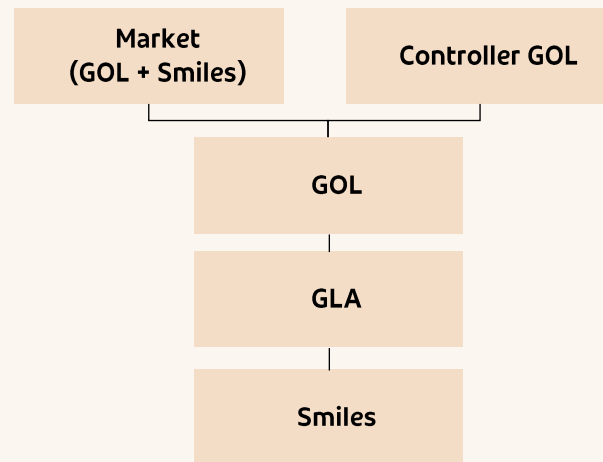 Market
(GOL + Smiles)
Controller GOL
GOL
GLA
Smiles